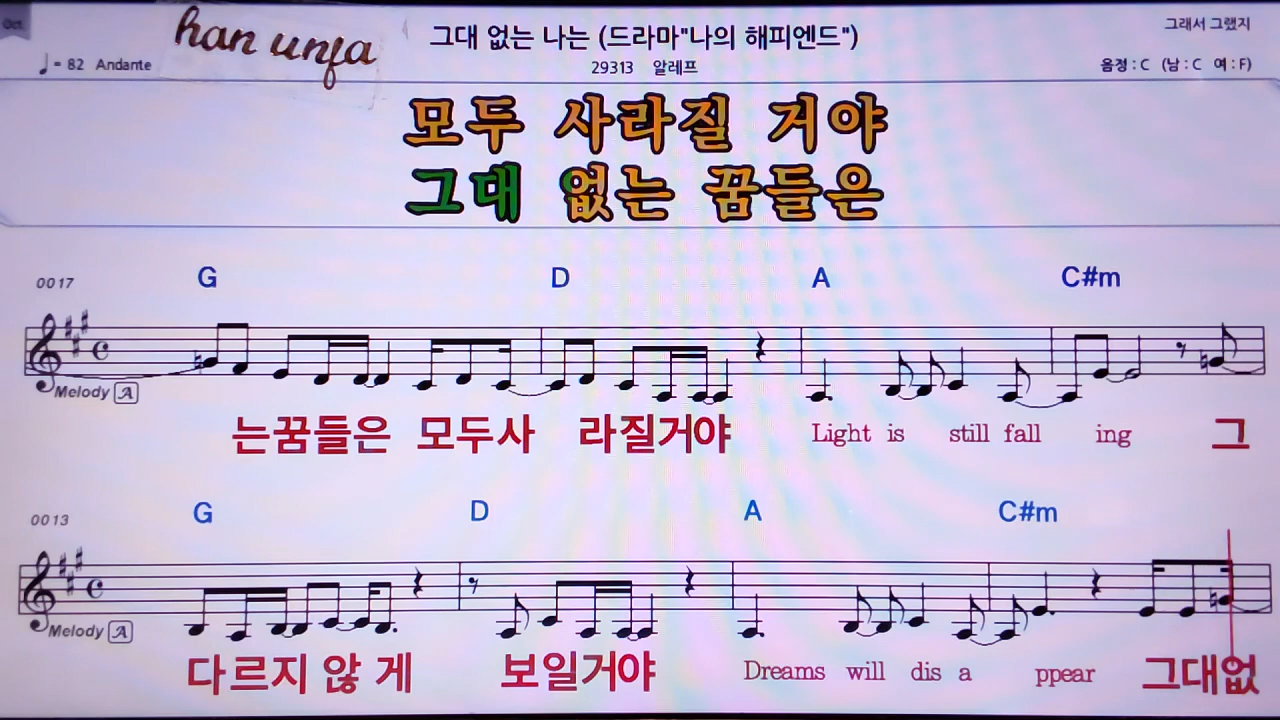 Oct.
han unfa
그대 없는 나는 (드라마"나의 해피엔드")
그래서 그랬지
♩= 82 Andante
29313 알레프
음정 : C (남 : C 여 : F)
모두 사라질 거야
그대 없는 꿈들은
0017
G D A C#m
Melody A
는꿈들은 모두사 라질거야 Light is still fall ing 그
0013
G D A C#m
Melody A
다르지 않 게 보일거야 Dreams will dis a ppear 그대없